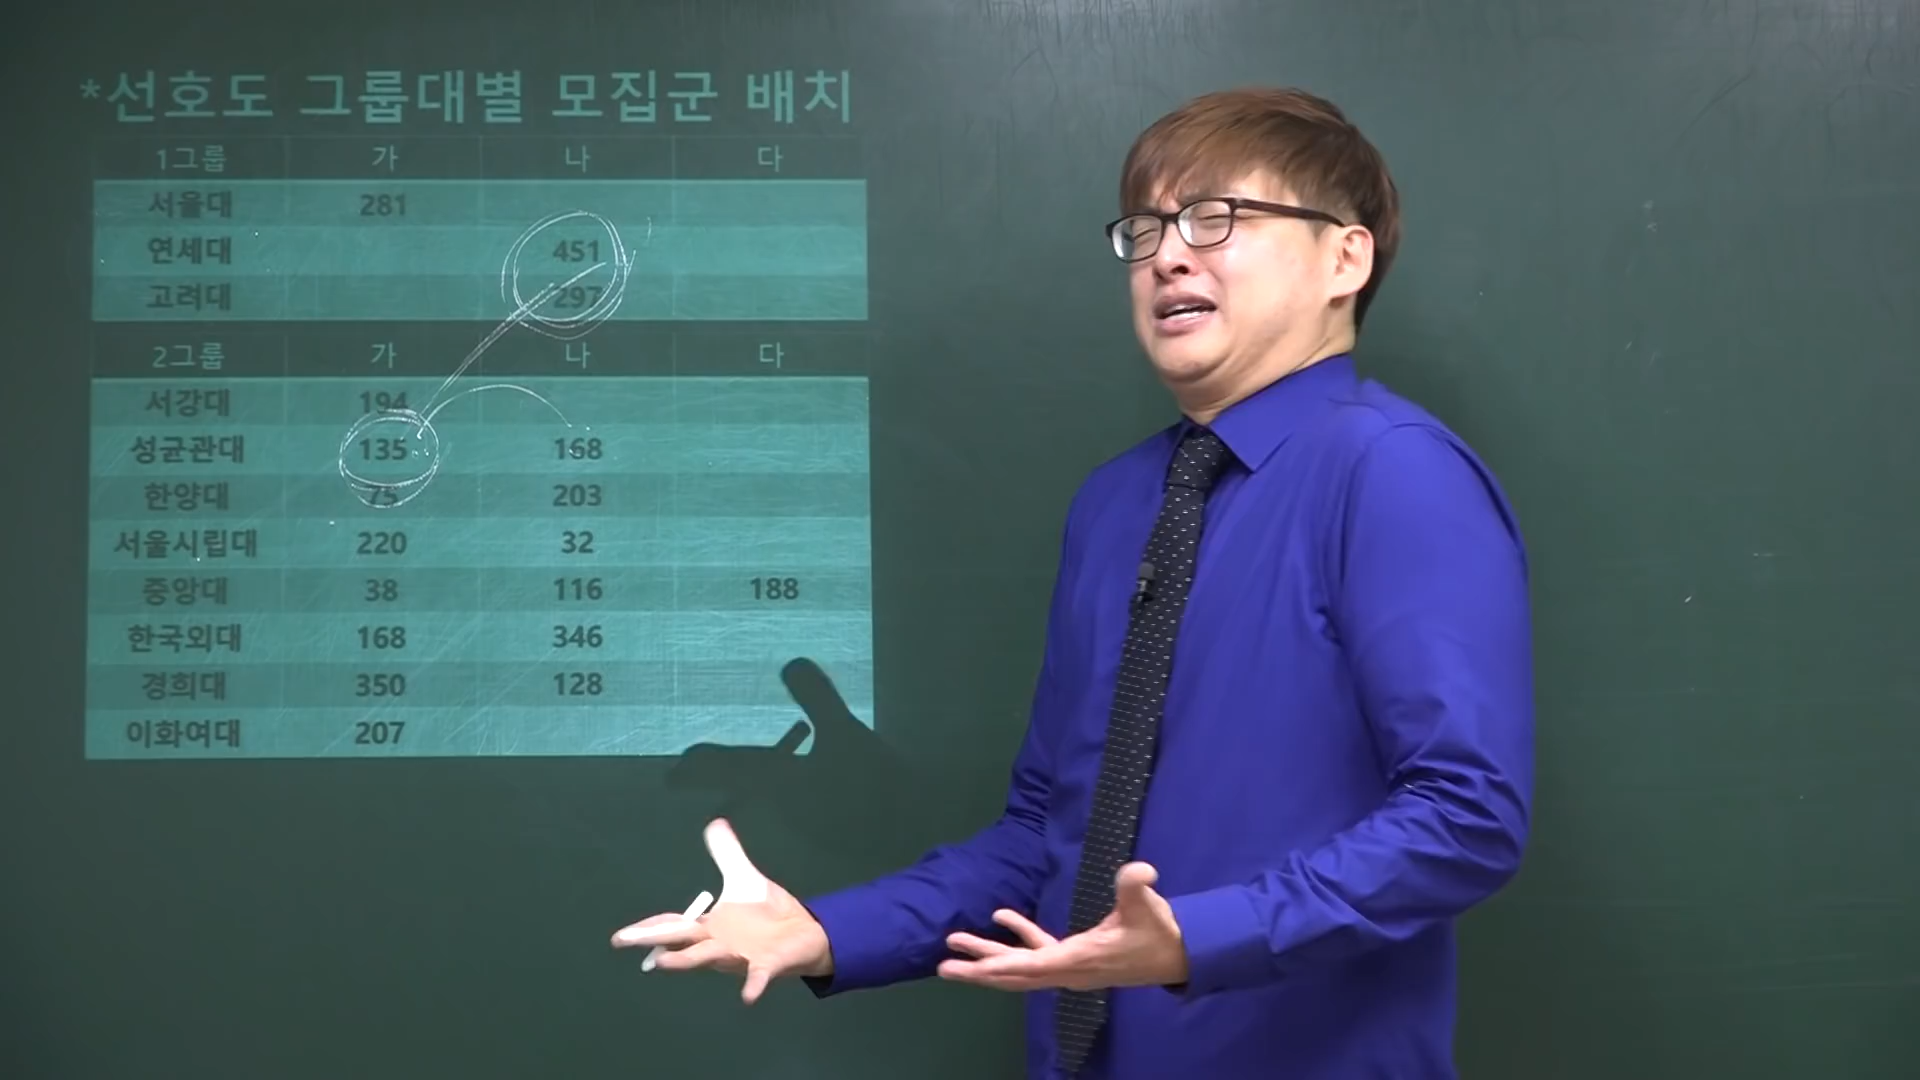 *선호도 그룹대별 모집군 배치
1그룹 가 나 다
서울대 281
연세대 451
고려대 297
2그룹 가 나 다
서강대 194
성균관대 135 168
한양대 75 203
서울시립대 220 32
중앙대 38 116 188
한국외대 168 346
경희대 350 128
이화여대 207